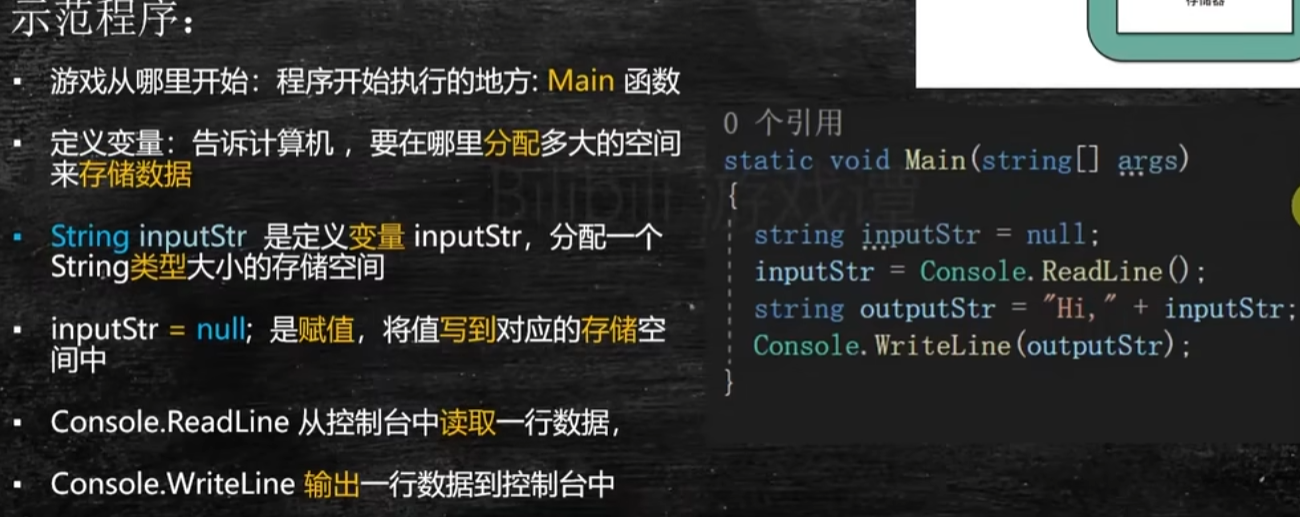 示范程序:
▪ 游戏从哪里开始：程序开始执行的地方: Main 函数
▪ 定义变量：告诉计算机 ，要在哪里分配多大的空间
来存储数据
▪ String inputStr 是定义变量 inputStr，分配一个
String类型大小的存储空间
▪ inputStr = null; 是赋值，将值写到对应的存储空
间中
▪ Console.ReadLine 从控制台中读取一行数据，
▪ Console.WriteLine 输出一行数据到控制台中
存储器
0 个引用
static void Main(string[] args)
{
string inputStr = null;
inputStr = Console.ReadLine();
string outputStr = "Hi," + inputStr;
Console.WriteLine(outputStr);
}
Bilibili 游戏谭